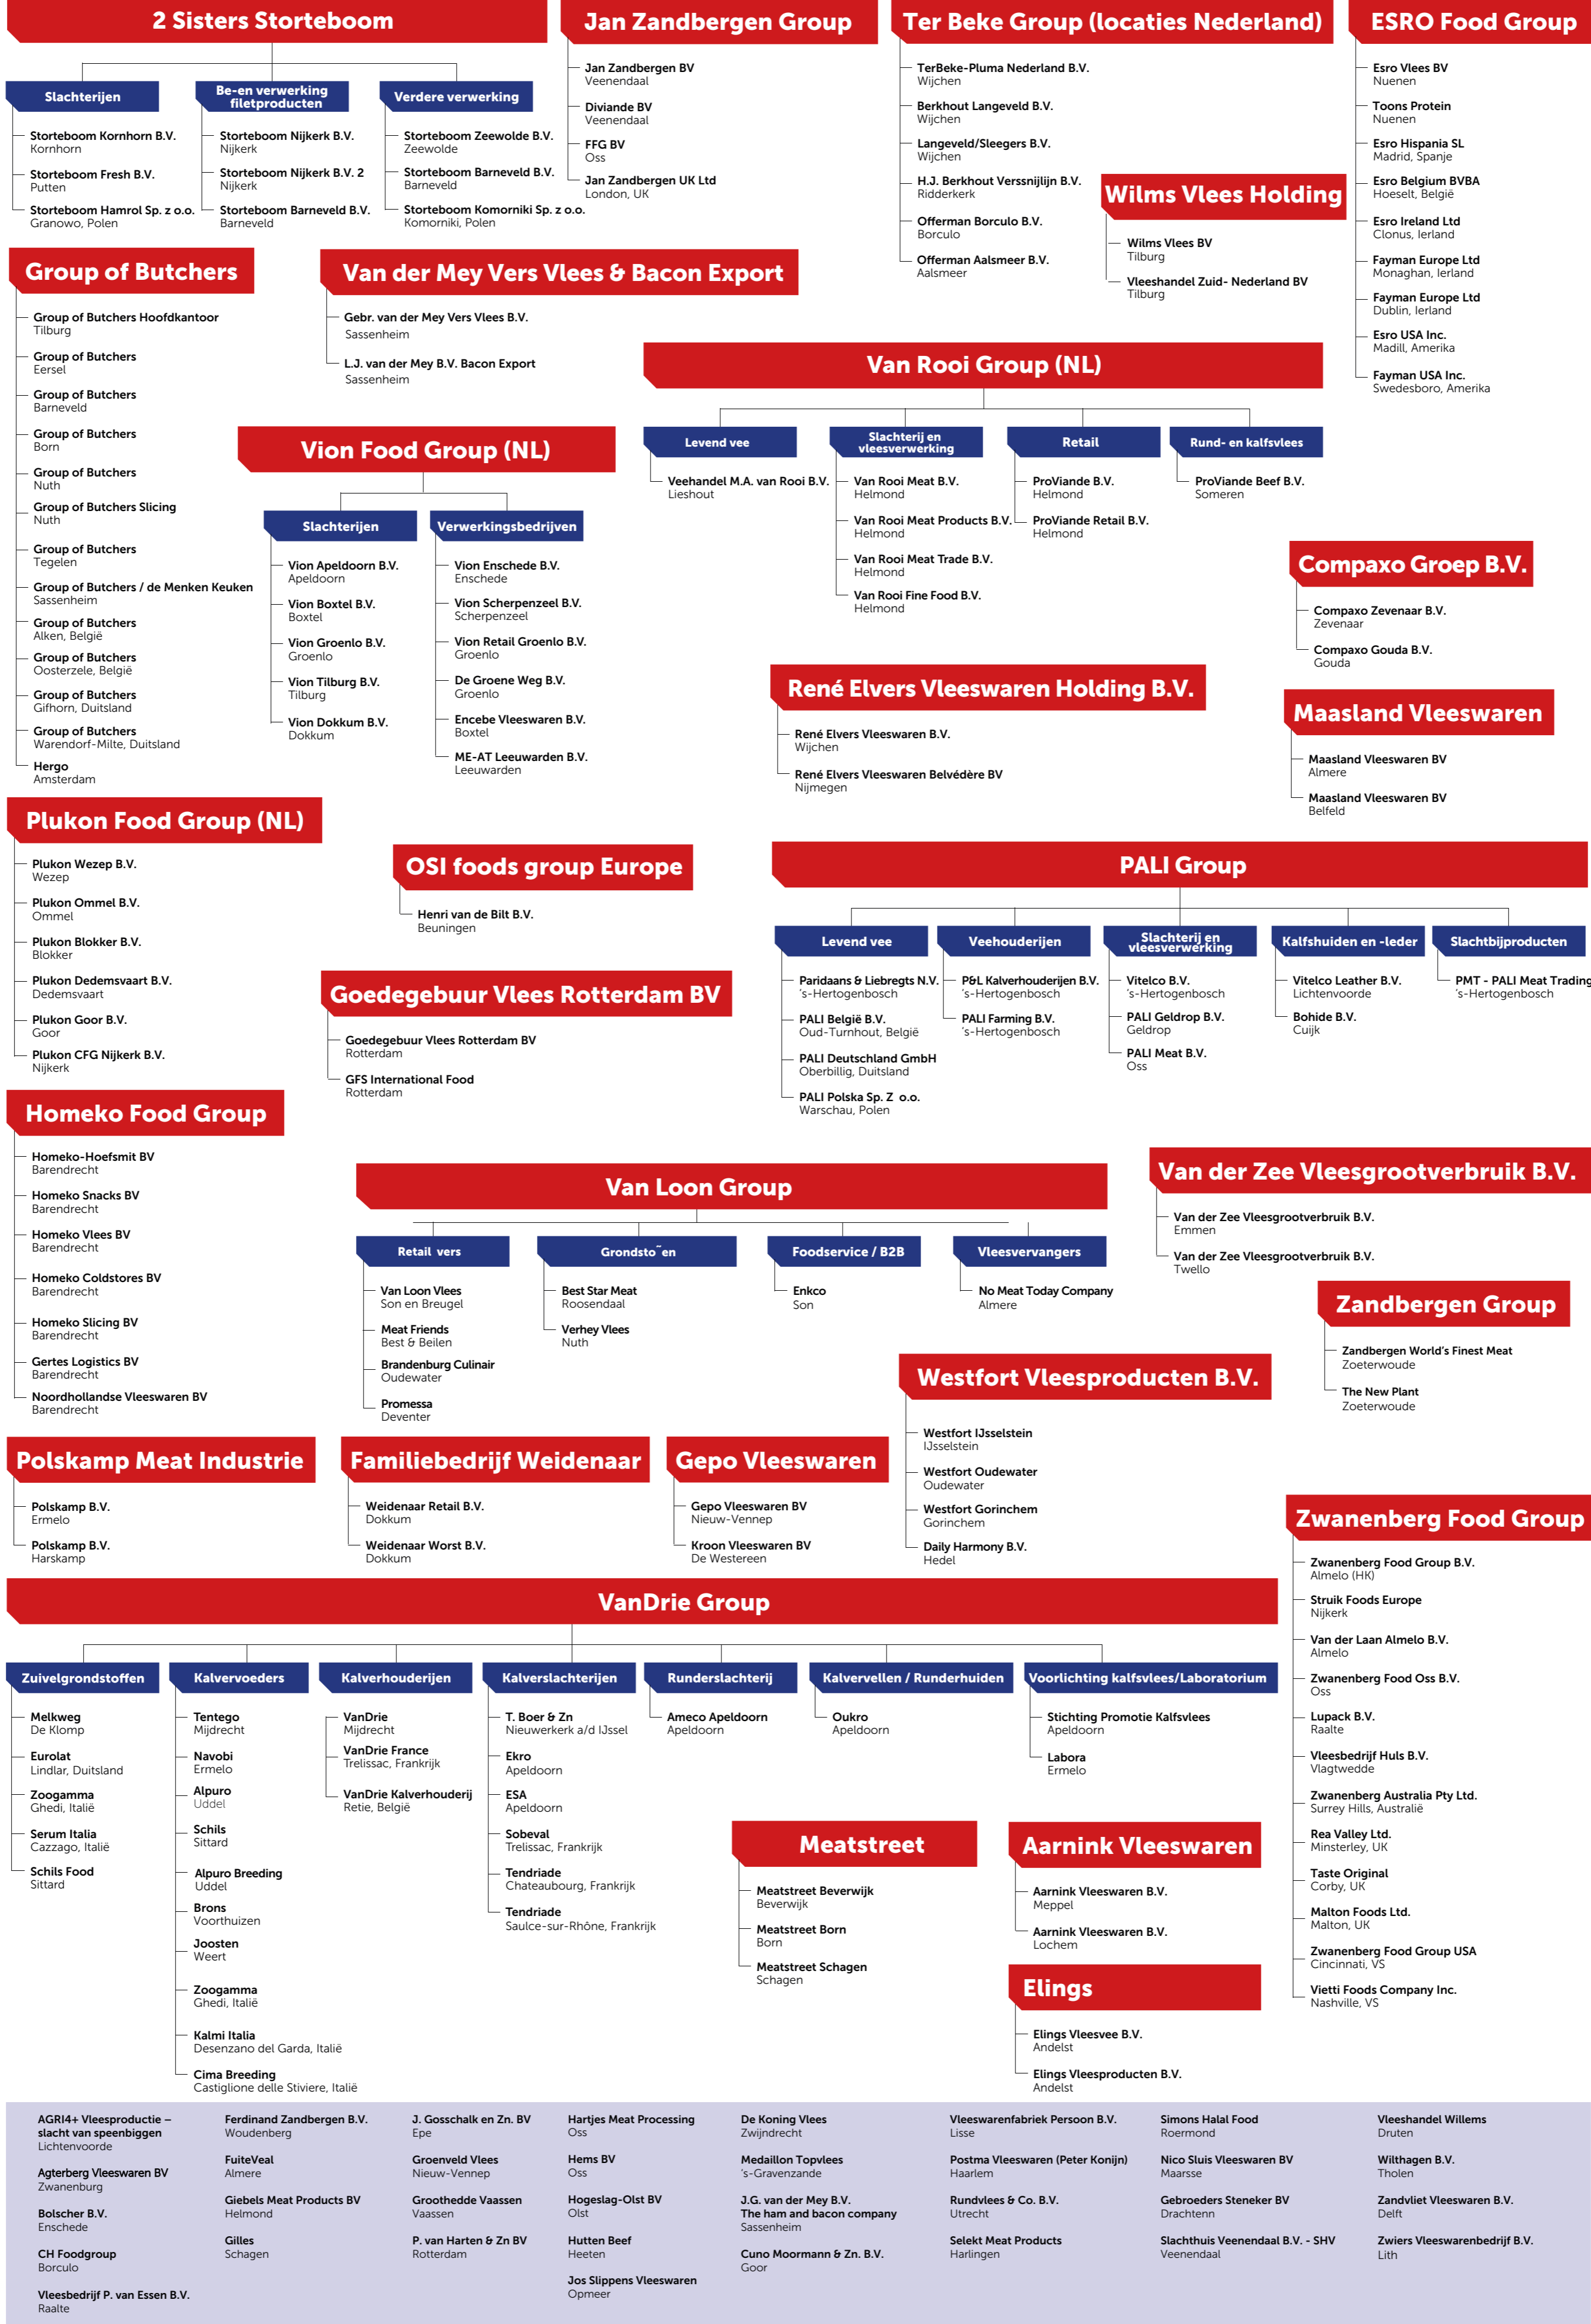 2 Sisters Storteboom
Slachterijen
Storteboom Kornhorn B.V.
Kornhorn
Storteboom Fresh B.V.
Putten
Storteboom Hamrol Sp. z o.o.
Granowo, Polen
Be-en verwerking
filetproducten
Storteboom Nijkerk B.V.
Nijkerk
Storteboom Nijkerk B.V. 2
Nijkerk
Storteboom Barneveld B.V.
Barneveld
Verdere verwerking
Storteboom Zeewolde B.V.
Zeewolde
Storteboom Barneveld B.V.
Barneveld
Storteboom Komorniki Sp. z o.o.
Komorniki, Polen
Jan Zandbergen Group
Jan Zandbergen BV
Veenendaal
Diviande BV
Veenendaal
FFG BV
Oss
Jan Zandbergen UK Ltd
London, UK
Ter Beke Group (locaties Nederland)
TerBeke-Pluma Nederland B.V.
Wijchen
Berkhout Langeveld B.V.
Wijchen
Langeveld/Sleegers B.V.
Wijchen
H.J. Berkhout Verssnijlijn B.V.
Ridderkerk
Offerman Borculo B.V.
Borculo
Offerman Aalsmeer B.V.
Aalsmeer
Wilms Vlees Holding
Wilms Vlees BV
Tilburg
Vleeshandel Zuid- Nederland BV
Tilburg
ESRO Food Group
Esro Vlees BV
Nuenen
Toons Protein
Nuenen
Esro Hispania SL
Madrid, Spanje
Esro Belgium BVBA
Hoeselt, België
Esro Ireland Ltd
Clonus, Ierland
Fayman Europe Ltd
Monaghan, Ierland
Fayman Europe Ltd
Dublin, Ierland
Esro USA Inc.
Madill, Amerika
Fayman USA Inc.
Swedesboro, Amerika
Group of Butchers
Group of Butchers Hoofdkantoor
Tilburg
Group of Butchers
Eersel
Group of Butchers
Barneveld
Group of Butchers
Born
Group of Butchers
Nuth
Group of Butchers Slicing
Nuth
Group of Butchers
Tegelen
Group of Butchers / de Menken Keuken
Sassenheim
Group of Butchers
Alken, België
Group of Butchers
Oosterzele, België
Group of Butchers
Gifhorn, Duitsland
Group of Butchers
Warendorf-Milte, Duitsland
Hergo
Amsterdam
Van der Mey Vers Vlees & Bacon Export
Gebr. van der Mey Vers Vlees B.V.
Sassenheim
L.J. van der Mey B.V. Bacon Export
Sassenheim
Van Rooi Group (NL)
Levend vee
Veehandel M.A. van Rooi B.V.
Lieshout
Slachterij en
vleesverwerking
Van Rooi Meat B.V.
Helmond
Van Rooi Meat Products B.V.
Helmond
Van Rooi Meat Trade B.V.
Helmond
Van Rooi Fine Food B.V.
Helmond
Retail
ProViande B.V.
Helmond
ProViande Retail B.V.
Helmond
Rund- en kalfsvlees
ProViande Beef B.V.
Someren
Vion Food Group (NL)
Slachterijen
Vion Apeldoorn B.V.
Apeldoorn
Vion Boxtel B.V.
Boxtel
Vion Groenlo B.V.
Groenlo
Vion Tilburg B.V.
Tilburg
Vion Dokkum B.V.
Dokkum
Verwerkingsbedrijven
Vion Enschede B.V.
Enschede
Vion Scherpenzeel B.V.
Scherpenzeel
Vion Retail Groenlo B.V.
Groenlo
De Groene Weg B.V.
Groenlo
Encebe Vleeswaren B.V.
Boxtel
ME-AT Leeuwarden B.V.
Leeuwarden
Compaxo Groep B.V.
Compaxo Zevenaar B.V.
Zevenaar
Compaxo Gouda B.V.
Gouda
René Elvers Vleeswaren Holding B.V.
René Elvers Vleeswaren B.V.
Wijchen
René Elvers Vleeswaren Belvédère BV
Nijmegen
Maasland Vleeswaren
Maasland Vleeswaren BV
Almere
Maasland Vleeswaren BV
Belfeld
Plukon Food Group (NL)
Plukon Wezep B.V.
Wezep
Plukon Ommel B.V.
Ommel
Plukon Blokker B.V.
Blokker
Plukon Dedemsvaart B.V.
Dedemsvaart
Plukon Goor B.V.
Goor
Plukon CFG Nijkerk B.V.
Nijkerk
OSI foods group Europe
Henri van de Bilt B.V.
Beuningen
Goedegebuur Vlees Rotterdam BV
Goedegebuur Vlees Rotterdam BV
Rotterdam
GFS International Food
Rotterdam
PALI Group
Levend vee
Paridaans & Liebregts N.V.
's-Hertogenbosch
PALI België B.V.
Oud-Turnhout, België
PALI Deutschland GmbH
Oberbillig, Duitsland
PALI Polska Sp. Z o.o.
Warschau, Polen
Veehouderijen
P&L Kalverhouderijen B.V.
's-Hertogenbosch
PALI Farming B.V.
's-Hertogenbosch
Slachterij en
vleesverwerking
Vitelco B.V.
's-Hertogenbosch
PALI Geldrop B.V.
Geldrop
PALI Meat B.V.
Oss
Kalfshuiden en -leder
Vitelco Leather B.V.
Lichtenvoorde
Bohide B.V.
Cuijk
Slachtbijproducten
PMT - PALI Meat Trading
's-Hertogenbosch
Homeko Food Group
Homeko-Hoefsmit BV
Barendrecht
Homeko Snacks BV
Barendrecht
Homeko Vlees BV
Barendrecht
Homeko Coldstores BV
Barendrecht
Homeko Slicing BV
Barendrecht
Gertes Logistics BV
Barendrecht
Noordhollandse Vleeswaren BV
Barendrecht
Van Loon Group
Retail vers
Van Loon Vlees
Son en Breugel
Meat Friends
Best & Beilen
Brandenburg Culinair
Oudewater
Promessa
Deventer
Grondsto˜en
Best Star Meat
Roosendaal
Verhey Vlees
Nuth
Foodservice / B2B
Enkco
Son
Vleesvervangers
No Meat Today Company
Almere
Van der Zee Vleesgrootverbruik B.V.
Van der Zee Vleesgrootverbruik B.V.
Emmen
Van der Zee Vleesgrootverbruik B.V.
Twello
Zandbergen Group
Zandbergen World's Finest Meat
Zoeterwoude
The New Plant
Zoeterwoude
Westfort Vleesproducten B.V.
Westfort IJsselstein
IJsselstein
Westfort Oudewater
Oudewater
Westfort Gorinchem
Gorinchem
Daily Harmony B.V.
Hedel
Polskamp Meat Industrie
Polskamp B.V.
Ermelo
Polskamp B.V.
Harskamp
Familiebedrijf Weidenaar
Weidenaar Retail B.V.
Dokkum
Weidenaar Worst B.V.
Dokkum
Gepo Vleeswaren
Gepo Vleeswaren BV
Nieuw-Vennep
Kroon Vleeswaren BV
De Westereen
Zwanenberg Food Group
Zwanenberg Food Group B.V.
Almelo (HK)
Struik Foods Europe
Nijkerk
Van der Laan Almelo B.V.
Almelo
Zwanenberg Food Oss B.V.
Oss
Lupack B.V.
Raalte
Vleesbedrijf Huls B.V.
Vlagtwedde
Zwanenberg Australia Pty Ltd.
Surrey Hills, Australië
Rea Valley Ltd.
Minsterley, UK
Taste Original
Corby, UK
Malton Foods Ltd.
Malton, UK
Zwanenberg Food Group USA
Cincinnati, VS
Vietti Foods Company Inc.
Nashville, VS
VanDrie Group
Zuivelgrondstoffen
Melkweg
De Klomp
Eurolat
Lindlar, Duitsland
Zoogamma
Ghedi, Italië
Serum Italia
Cazzago, Italië
Schils Food
Sittard
Kalvervoeders
Tentego
Mijdrecht
Navobi
Ermelo
Alpuro
Uddel
Schils
Sittard
Alpuro Breeding
Uddel
Brons
Voorthuizen
Joosten
Weert
Zoogamma
Ghedi, Italië
Kalmi Italia
Desenzano del Garda, Italië
Cima Breeding
Castiglione delle Stiviere, Italië
Kalverhouderijen
VanDrie
Mijdrecht
VanDrie France
Trelissac, Frankrijk
VanDrie Kalverhouderij
Retie, België
Kalverslachterijen
T. Boer & Zn
Nieuwerkerk a/d IJssel
Ekro
Apeldoorn
ESA
Apeldoorn
Sobeval
Trelissac, Frankrijk
Tendriade
Chateaubourg, Frankrijk
Tendriade
Saulce-sur-Rhône, Frankrijk
Runderslachterij
Ameco Apeldoorn
Apeldoorn
Kalvervellen / Runderhuiden
Oukro
Apeldoorn
Voorlichting kalfsvlees/Laboratorium
Stichting Promotie Kalfsvlees
Apeldoorn
Labora
Ermelo
Meatstreet
Meatstreet Beverwijk
Beverwijk
Meatstreet Born
Born
Meatstreet Schagen
Schagen
Aarnink Vleeswaren
Aarnink Vleeswaren B.V.
Meppel
Aarnink Vleeswaren B.V.
Lochem
Elings
Elings Vleesvee B.V.
Andelst
Elings Vleesproducten B.V.
Andelst
AGRI4+ Vleesproductie –
slacht van speenbiggen
Lichtenvoorde
Agterberg Vleeswaren BV
Zwanenburg
Bolscher B.V.
Enschede
CH Foodgroup
Borculo
Vleesbedrijf P. van Essen B.V.
Raalte
Ferdinand Zandbergen B.V.
Woudenberg
FuiteVeal
Almere
Giebels Meat Products BV
Helmond
Gilles
Schagen
J. Gosschalk en Zn. BV
Epe
Groenveld Vlees
Nieuw-Vennep
Groothedde Vaassen
Vaassen
P. van Harten & Zn BV
Rotterdam
Hartjes Meat Processing
Oss
Hems BV
Oss
Hogeslag-Olst BV
Olst
Hutten Beef
Heeten
Jos Slippens Vleeswaren
Opmeer
De Koning Vlees
Zwijndrecht
Medaillon Topvlees
's-Gravenzande
J.G. van der Mey B.V.
The ham and bacon company
Sassenheim
Cuno Moormann & Zn. B.V.
Goor
Vleeswarenfabriek Persoon B.V.
Lisse
Postma Vleeswaren (Peter Konijn)
Haarlem
Rundvlees & Co. B.V.
Utrecht
Selekt Meat Products
Harlingen
Simons Halal Food
Roermond
Nico Sluis Vleeswaren BV
Maarsse
Gebroeders Steneker BV
Drachtenn
Slachthuis Veenendaal B.V. - SHV
Veenendaal
Vleeshandel Willems
Druten
Wilthagen B.V.
Tholen
Zandvliet Vleeswaren B.V.
Delft
Zwiers Vleeswarenbedrijf B.V.
Lith